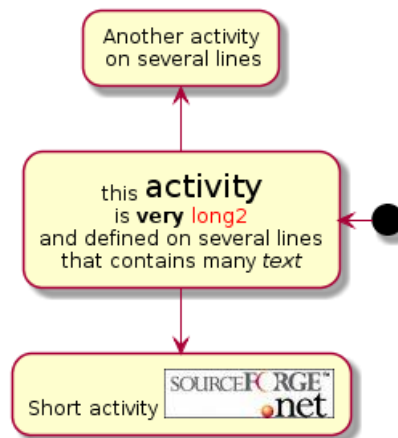 Another activity
on several lines
this activity
is very long2
and defined on several lines
that contains many text
Short activity SOURCEFORGE™
.net